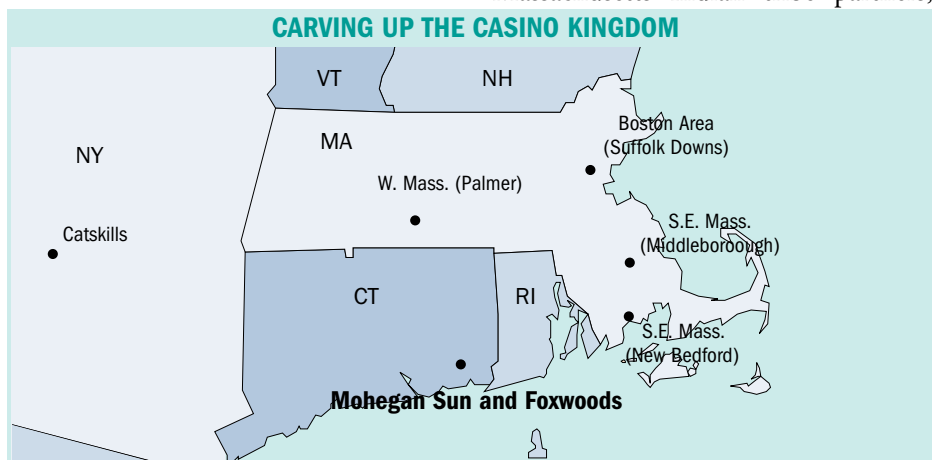 CARVING UP THE CASINO KINGDOM
VT
NH
Boston Area
(Suffolk Downs)
MA
NY
W. Mass. (Palmer)
Catskills
S.E. Mass.
(Middleboroough)
CT
RI
S.E. Mass.
(New Bedford)
Mohegan Sun and Foxwoods